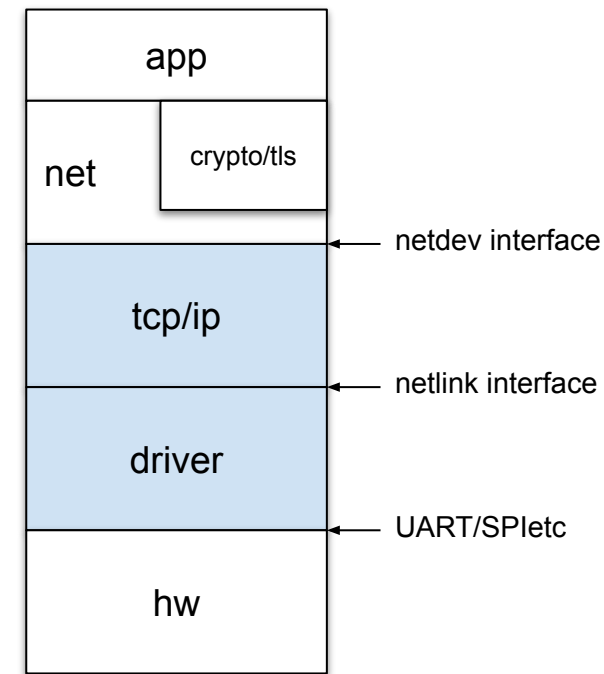 app
net
crypto/tls
netdev interface
tcp/ip
netlink interface
driver
UART/SPIetc
hw